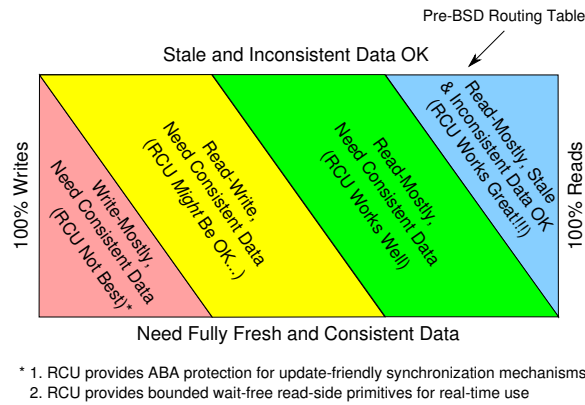 Pre-BSD Routing Table
Stale and Inconsistent Data OK
100% Writes
Write-Mostly,
Need Consistent Data
(RCU Not Best)*
Read-Write,
Need Consistent Data
(RCU Might Be OK...)
Read-Mostly,
Need Consistent Data
(RCU Works Well)
Read-Mostly, Stale
& Inconsistent Data OK
(RCU Works Great!!!)
100% Reads
Need Fully Fresh and Consistent Data
* 1. RCU provides ABA protection for update-friendly synchronization mechanisms
2. RCU provides bounded wait-free read-side primitives for real-time use